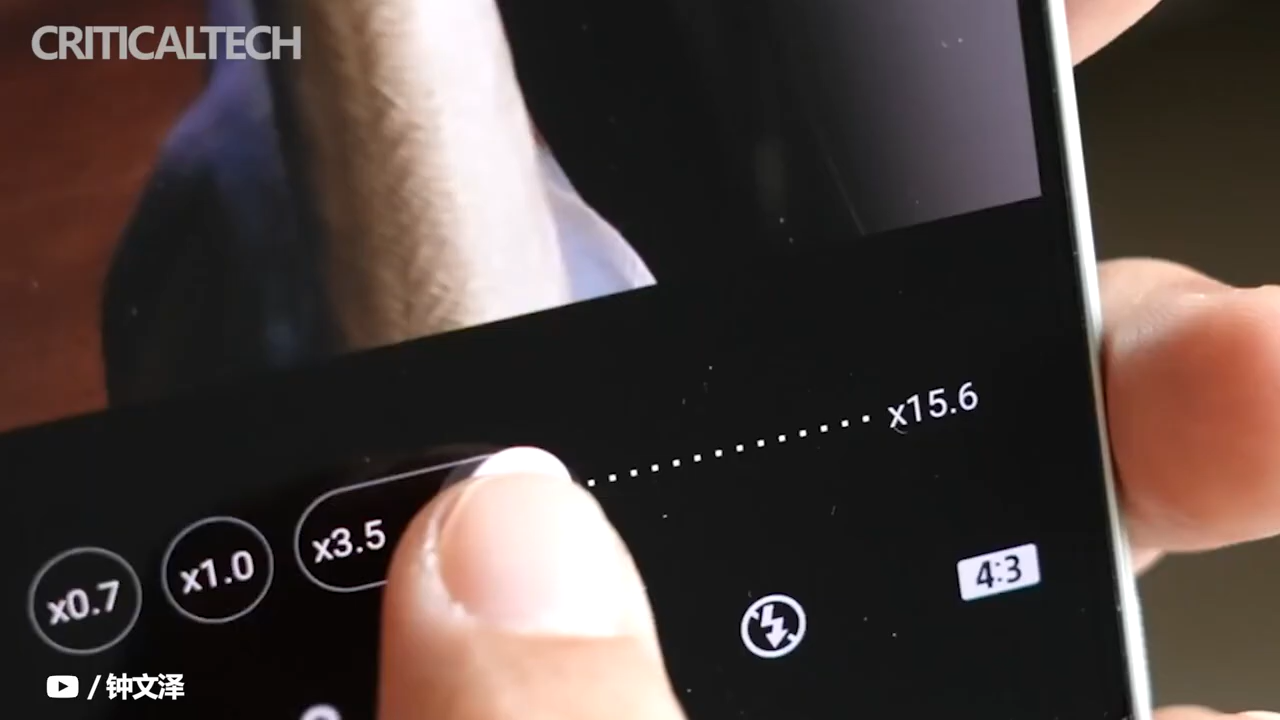 CRITICALTECH
x15.6
x3.5
x1.0
x0.7
4:3
/ 钟文泽